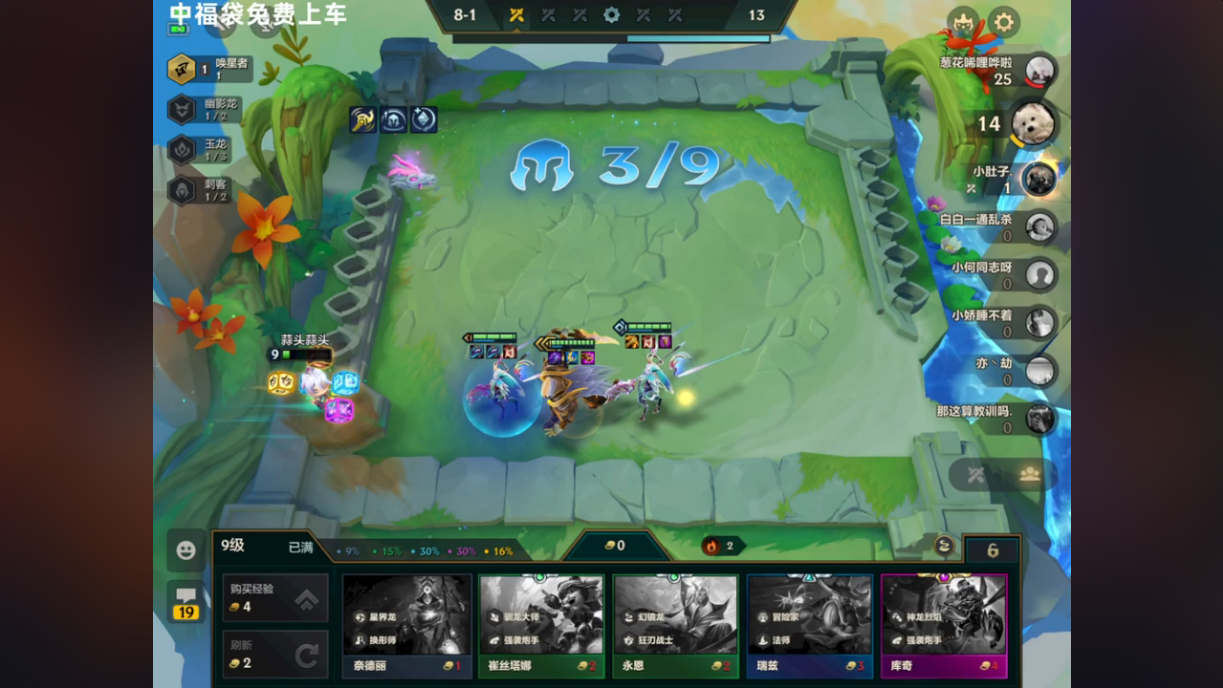 中福袋免费上车
8-1
13
唤星者
1
1
幽影龙
1/2
玉龙
1/3
刺客
1/2
3/9
葱花唏哩哗啦
25
14
小肚子.
1
白白一通乱杀
0
小何同志呀
0
小娇睡不着
0
亦丶劫
0
那这算教训吗.
0
蒜头蒜头
9
9级
已满
9%
15%
30%
30%
16%
0
2
6
购买经验
4
刷新
2
19
星界龙
换形师
奈德丽
1
驯龙大师
强袭炮手
崔丝塔娜
2
幻镜龙
狂刃战士
永恩
2
冒险家
法师
瑞兹
3
神龙烈焰
强袭炮手
库奇
4